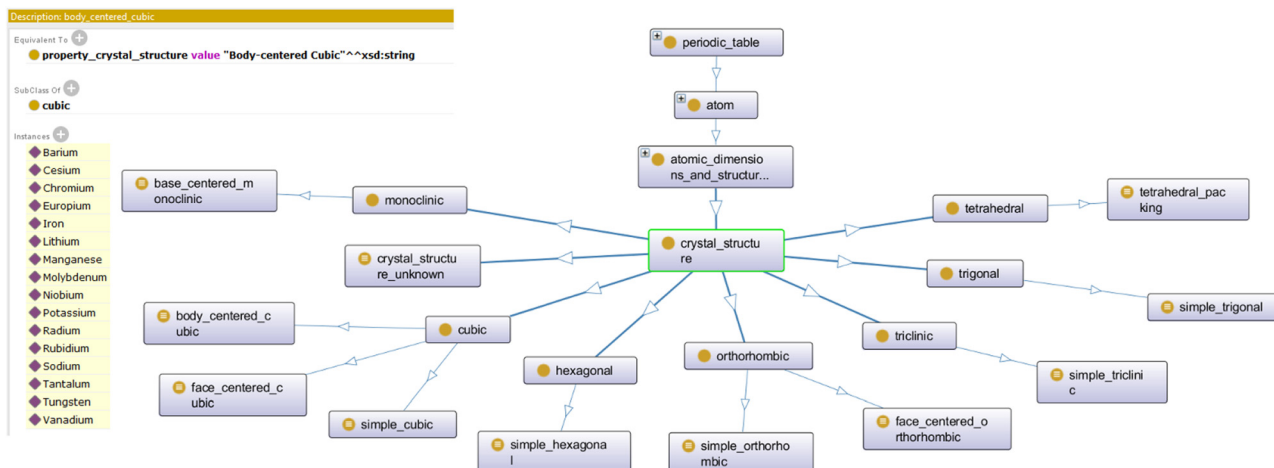 Description: body_centered_cubic
Equivalent To
property_crystal_structure value "Body-centered Cubic"^^xsd:string
SubClass Of
cubic
Instances
Barium
Cesium
Chromium
Europium
Iron
Lithium
Manganese
Molybdenum
Niobium
Potassium
Radium
Rubidium
Sodium
Tantalum
Tungsten
Vanadium
periodic_table
atom
atomic_dimensio
ns_and_structur...
base_centered_m
onoclinic
monoclinic
tetrahedral
tetrahedral_pac
king
crystal_structu
re
crystal_structu
re_unknown
trigonal
simple_trigonal
body_centered_c
ubic
cubic
triclinic
face_centered_c
ubic
hexagonal
orthorhombic
simple_triclini
c
simple_cubic
simple_hexagona
l
simple_orthorho
mbic
face_centered_o
rthorhombic